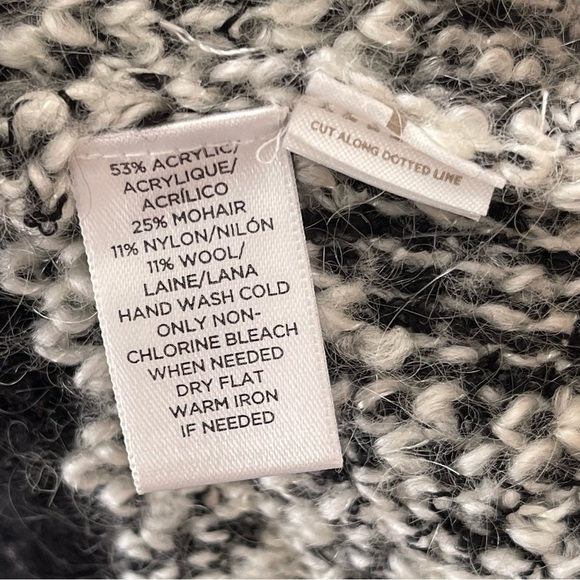 53% ACRYLIC/
ACRYLIQUE/
ACRÍLICO
25% MOHAIR
11% NYLON/NILÓN
11% WOOL/
LAINE/LANA
HAND WASH COLD
ONLY NON-
CHLORINE BLEACH
WHEN NEEDED
DRY FLAT
WARM IRON
IF NEEDED
CUT ALONG DOTTED LINE